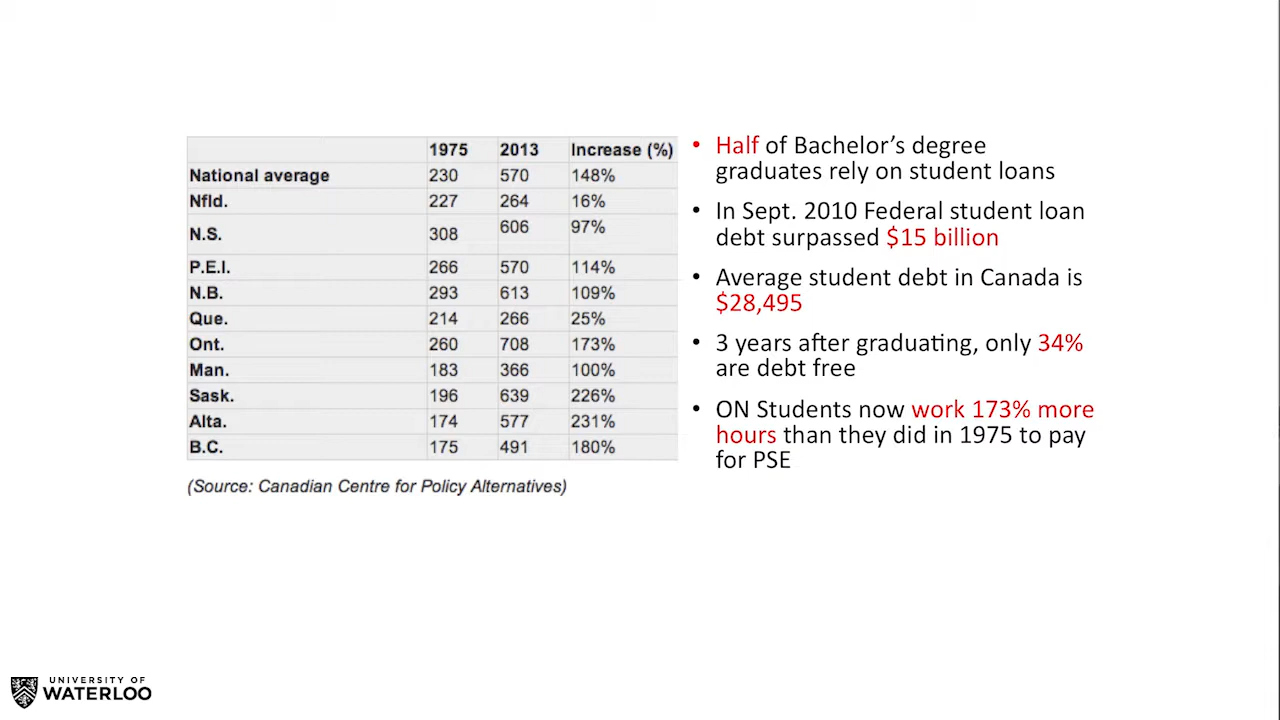 1975 2013 Increase (%)
National average 230 570 148%
Nfld. 227 264 16%
N.S. 308 606 97%
P.E.I. 266 570 114%
N.B. 293 613 109%
Que. 214 266 25%
Ont. 260 708 173%
Man. 183 366 100%
Sask. 196 639 226%
Alta. 174 577 231%
B.C. 175 491 180%
(Source: Canadian Centre for Policy Alternatives)
• Half of Bachelor's degree
graduates rely on student loans
• In Sept. 2010 Federal student loan
debt surpassed $15 billion
• Average student debt in Canada is
$28,495
• 3 years after graduating, only 34%
are debt free
• ON Students now work 173% more
hours than they did in 1975 to pay
for PSE
UNIVERSITY OF
WATERLOO